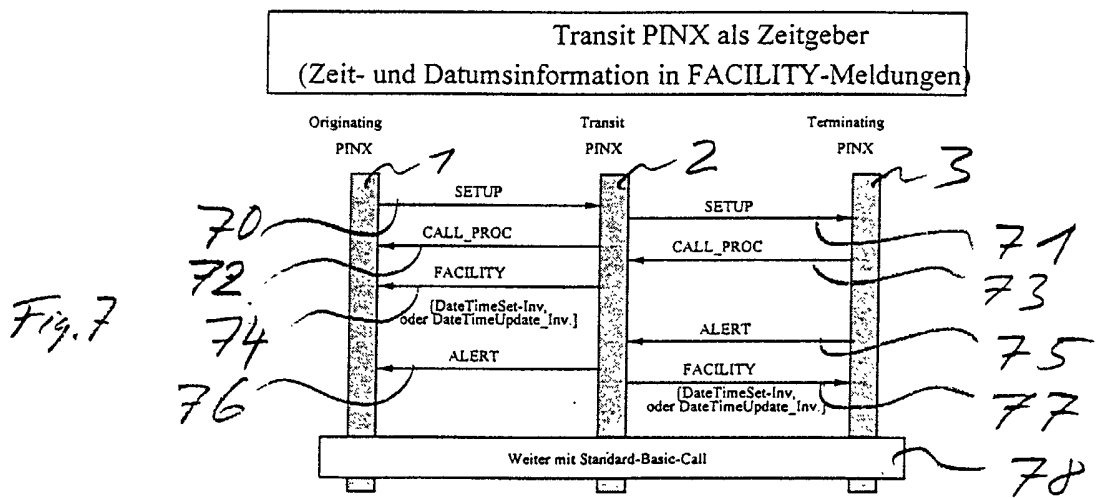 Transit PINX als Zeitgeber
(Zeit- und Datumsinformation in FACILITY-Meldungen)
Originating PINX
Transit PINX
Terminating PINX
1
2
3
SETUP
70
SETUP
71
CALL_PROC
72
CALL_PROC
73
FACILITY
[DateTimeSet-Inv,
oder DateTimeUpdate_Inv.]
74
Fig.7
ALERT
75
ALERT
76
FACILITY
[DateTimeSet-Inv,
oder DateTimeUpdate_Inv.]
77
Weiter mit Standard-Basic-Call
78